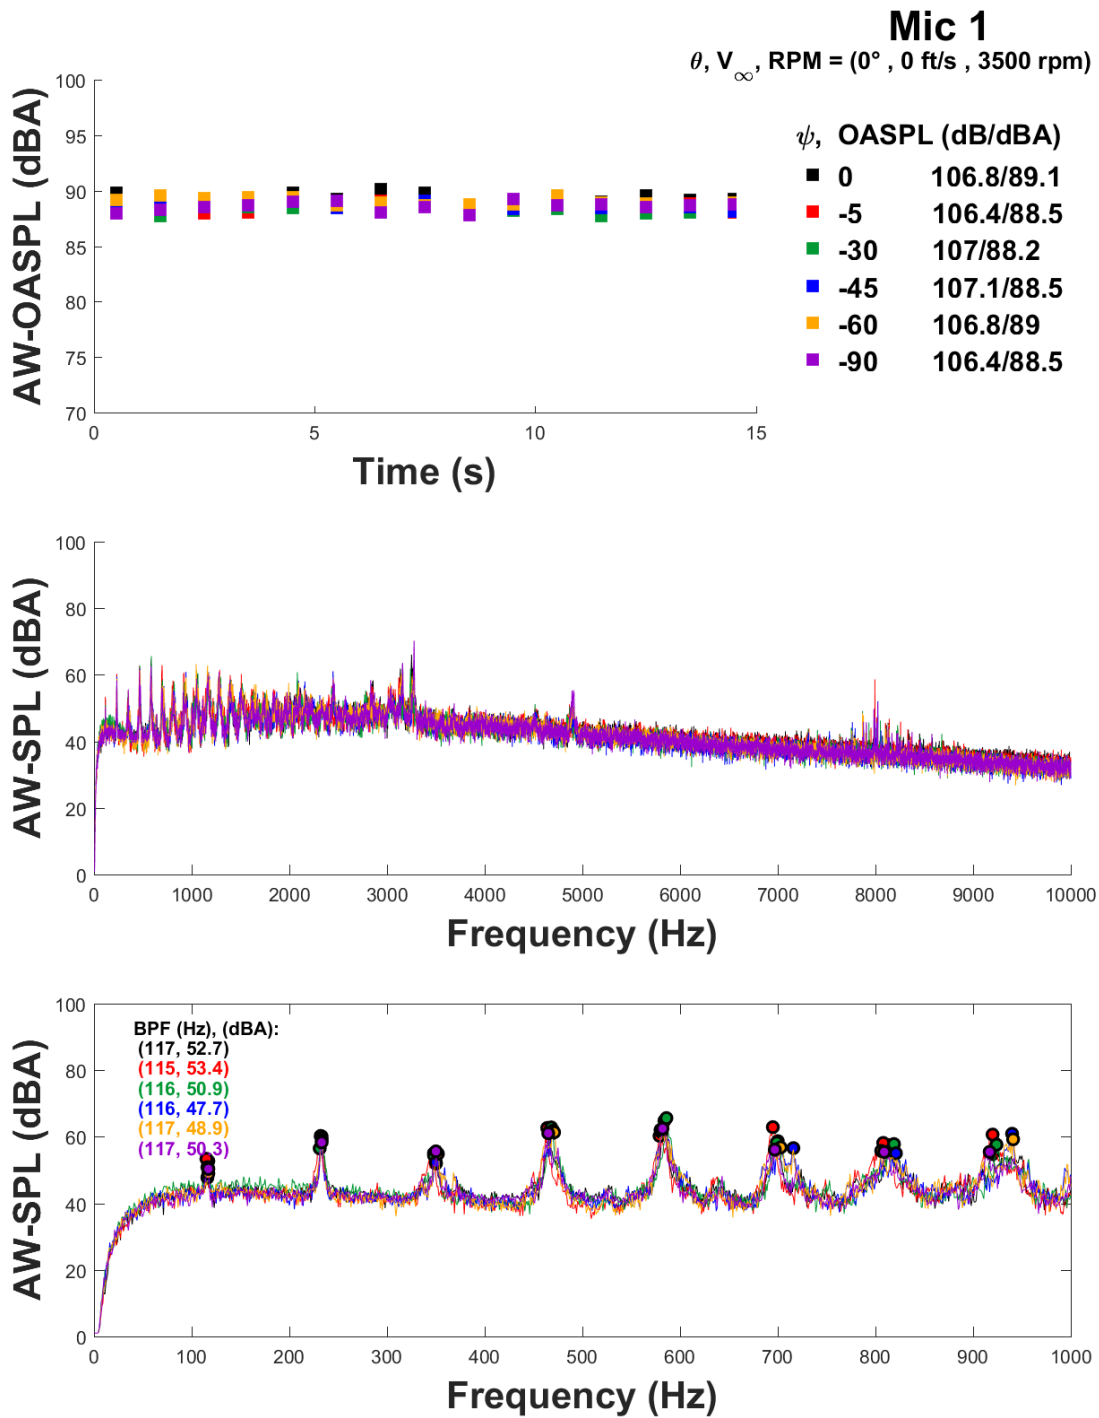 Mic 1
θ, V∞, RPM = (0° , 0 ft/s , 3500 rpm)
ψ, OASPL (dB/dBA)
0 106.8/89.1
-5 106.4/88.5
-30 107/88.2
-45 107.1/88.5
-60 106.8/89
-90 106.4/88.5
AW-OASPL (dBA)
100
95
90
85
80
75
70
0 5 10 15
Time (s)
AW-SPL (dBA)
100
80
60
40
20
0
0 1000 2000 3000 4000 5000 6000 7000 8000 9000 10000
Frequency (Hz)
AW-SPL (dBA)
100
80
60
40
20
0
BPF (Hz), (dBA):
(117, 52.7)
(115, 53.4)
(116, 50.9)
(116, 47.7)
(117, 48.9)
(117, 50.3)
0 100 200 300 400 500 600 700 800 900 1000
Frequency (Hz)